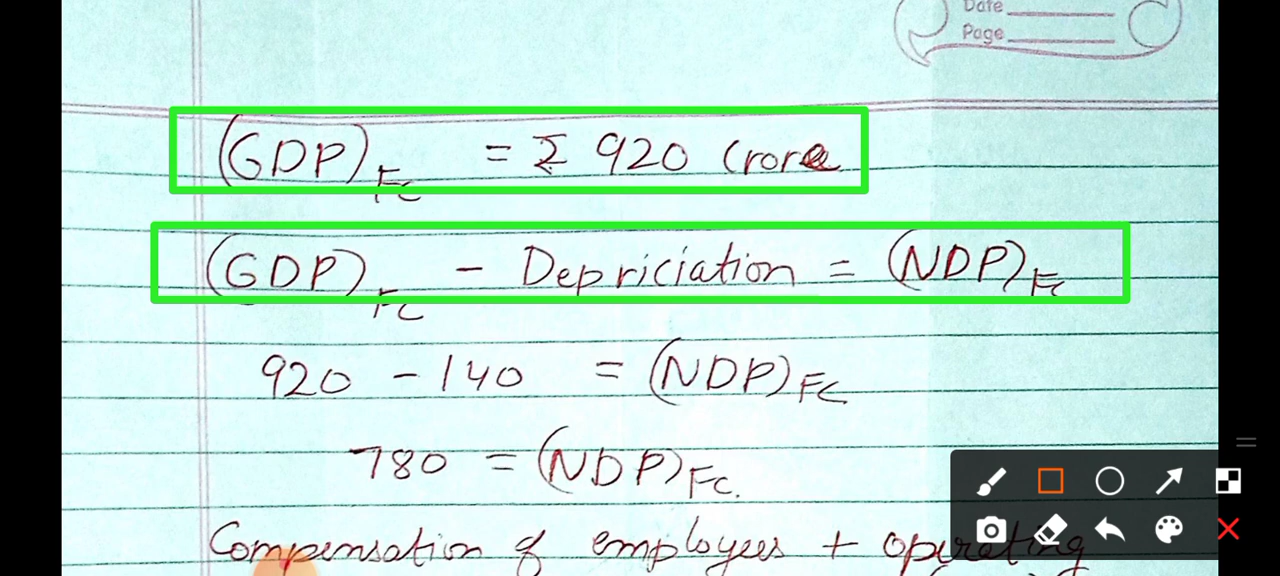 Date
Page
(GDP)FC = ₹ 920 Crore
(GDP)FC - Depriciation = (NDP)FC
920 - 140 = (NDP)FC
780 = (NDP)FC.
Compensation of employees + operating